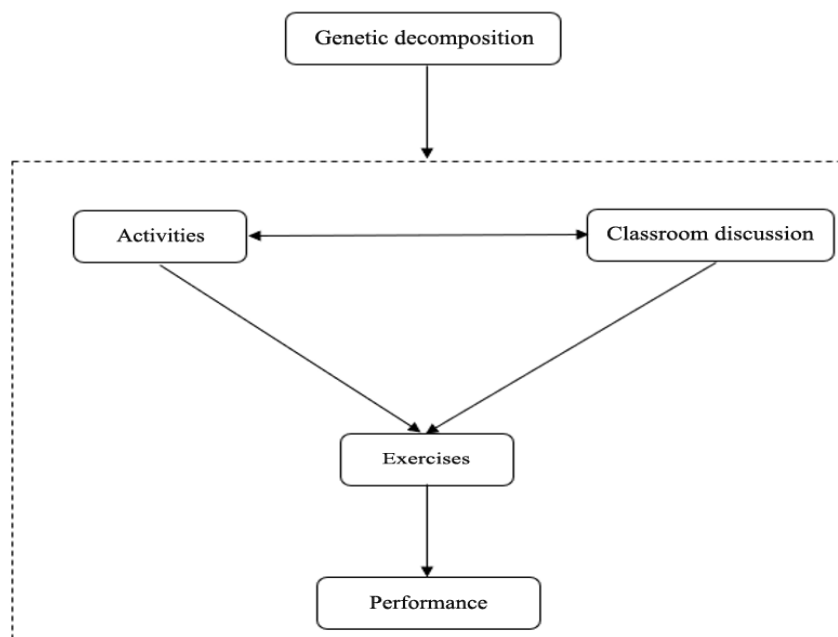 Genetic decomposition
Activities
Classroom discussion
Exercises
Performance